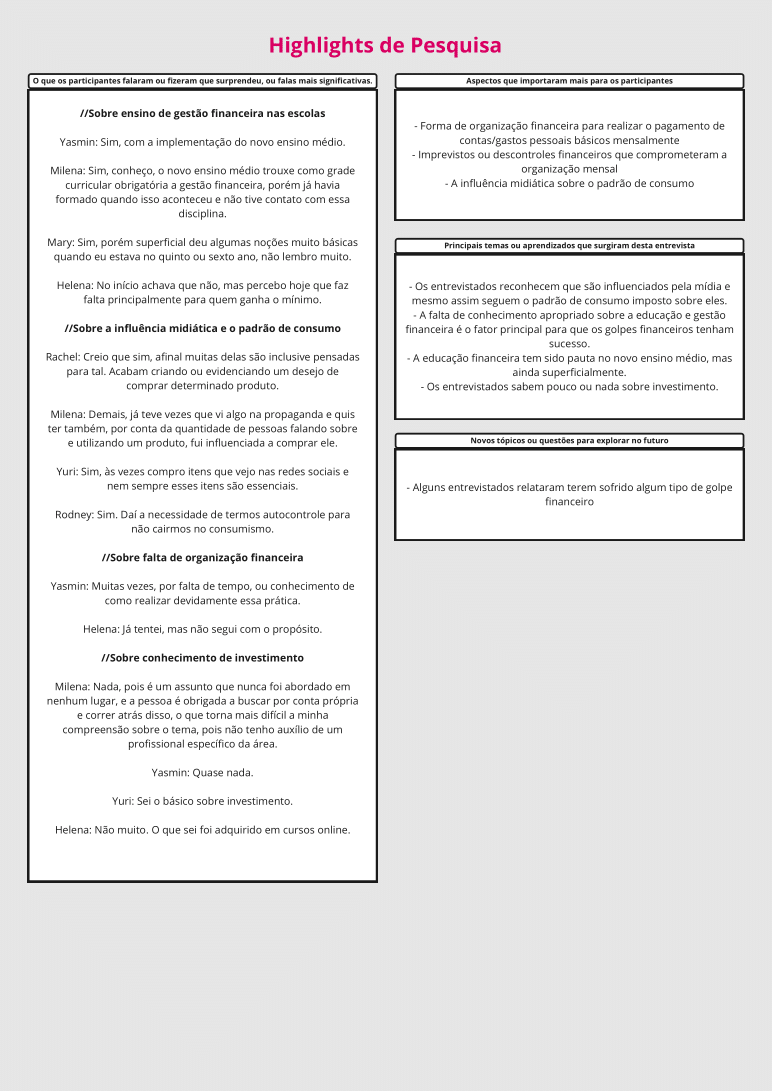 Highlights de Pesquisa
O que os participantes falaram ou fizeram que surpreendeu, ou falas mais significativas.
//Sobre ensino de gestão financeira nas escolas
Yasmin: Sim, com a implementação do novo ensino médio.
Milena: Sim, conheço, o novo ensino médio trouxe como grade
curricular obrigatória a gestão financeira, porém já havia
formado quando isso aconteceu e não tive contato com essa
disciplina.
Mary: Sim, porém superficial deu algumas noções muito básicas
quando eu estava no quinto ou sexto ano, não lembro muito.
Helena: No início achava que não, mas percebo hoje que faz
falta principalmente para quem ganha o mínimo.
//Sobre a influência midiática e o padrão de consumo
Rachel: Creio que sim, afinal muitas delas são inclusive pensadas
para tal. Acabam criando ou evidenciando um desejo de
comprar determinado produto.
Milena: Demais, já teve vezes que vi algo na propaganda e quis
ter também, por conta da quantidade de pessoas falando sobre
e utilizando um produto, fui influenciada a comprar ele.
Yuri: Sim, às vezes compro itens que vejo nas redes sociais e
nem sempre esses itens são essenciais.
Rodney: Sim. Daí a necessidade de termos autocontrole para
não cairmos no consumismo.
//Sobre falta de organização financeira
Yasmin: Muitas vezes, por falta de tempo, ou conhecimento de
como realizar devidamente essa prática.
Helena: Já tentei, mas não segui com o propósito.
//Sobre conhecimento de investimento
Milena: Nada, pois é um assunto que nunca foi abordado em
nenhum lugar, e a pessoa é obrigada a buscar por conta própria
e correr atrás disso, o que torna mais difícil a minha
compreensão sobre o tema, pois não tenho auxílio de um
profissional específico da área.
Yasmin: Quase nada.
Yuri: Sei o básico sobre investimento.
Helena: Não muito. O que sei foi adquirido em cursos online.
Aspectos que importaram mais para os participantes
- Forma de organização financeira para realizar o pagamento de
contas/gastos pessoais básicos mensalmente
- Imprevistos ou descontroles financeiros que comprometeram a
organização mensal
- A influência midiática sobre o padrão de consumo
Principais temas ou aprendizados que surgiram desta entrevista
- Os entrevistados reconhecem que são influenciados pela mídia e
mesmo assim seguem o padrão de consumo imposto sobre eles.
- A falta de conhecimento apropriado sobre a educação e gestão
financeira é o fator principal para que os golpes financeiros tenham
sucesso.
- A educação financeira tem sido pauta no novo ensino médio, mas
ainda superficialmente.
- Os entrevistados sabem pouco ou nada sobre investimento.
Novos tópicos ou questões para explorar no futuro
- Alguns entrevistados relataram terem sofrido algum tipo de golpe
financeiro